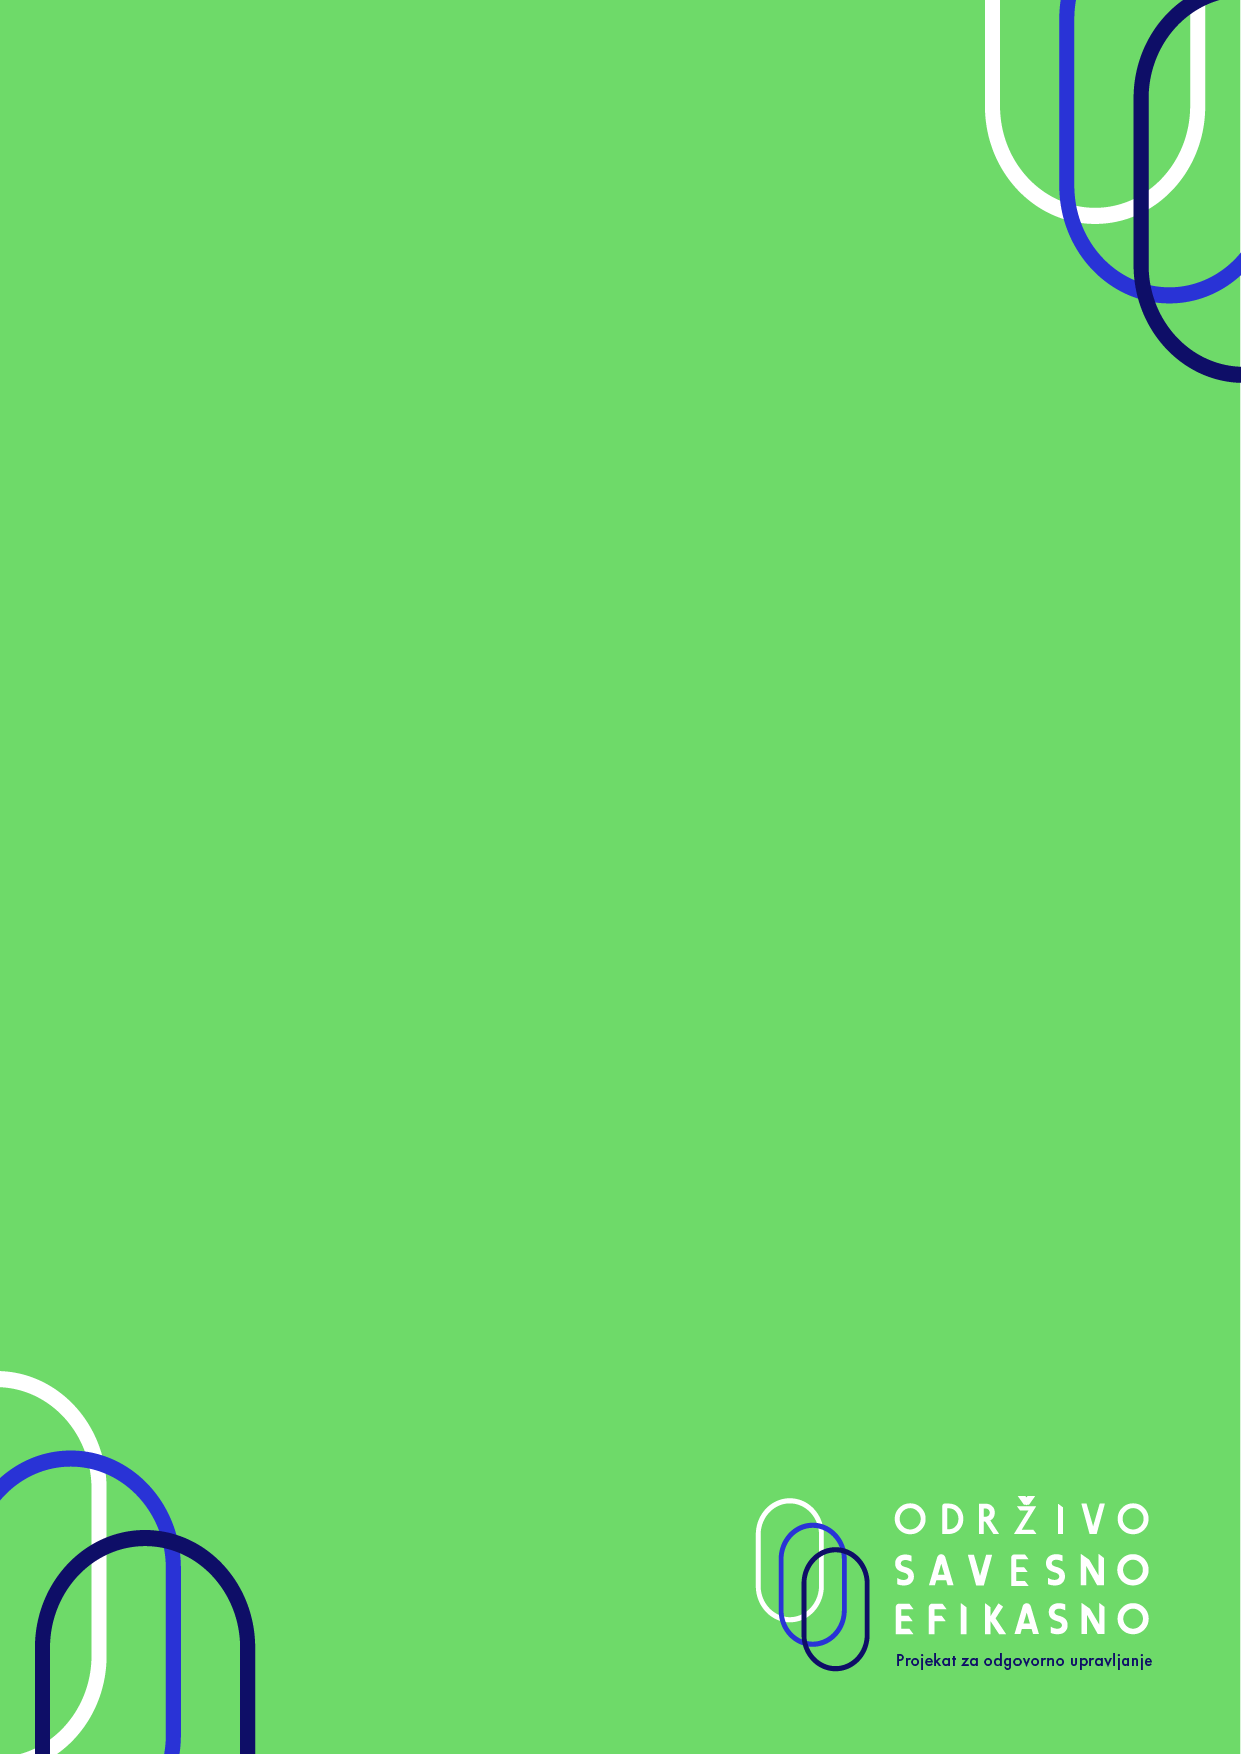 ODRŽIVO
SAVESNO
EFIKASNO
Projekat za odgovorno upravljanje